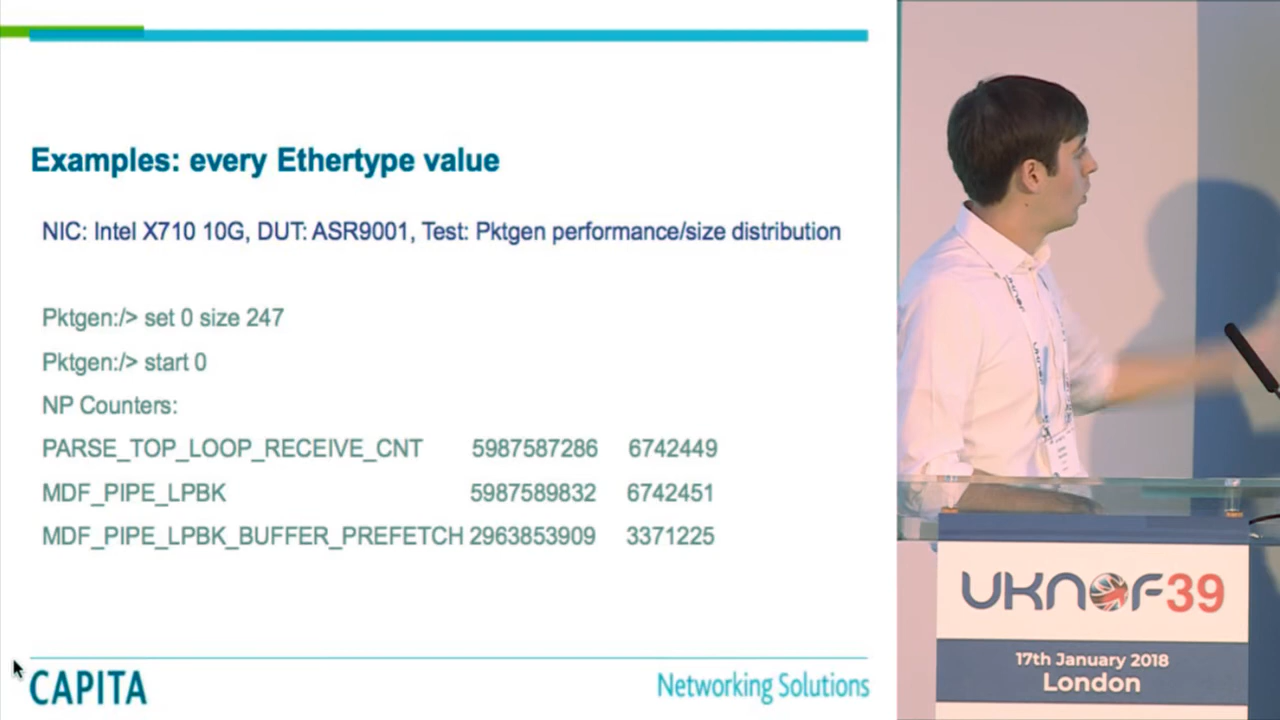 Examples: every Ethertype value
NIC: Intel X710 10G, DUT: ASR9001, Test: Pktgen performance/size distribution
Pktgen:/> set 0 size 247
Pktgen:/> start 0
NP Counters:
PARSE_TOP_LOOP_RECEIVE_CNT 5987587286 6742449
MDF_PIPE_LPBK 5987589832 6742451
MDF_PIPE_LPBK_BUFFER_PREFETCH 2963853909 3371225
CAPITA
Networking Solutions
UKNOF39
17th January 2018
London